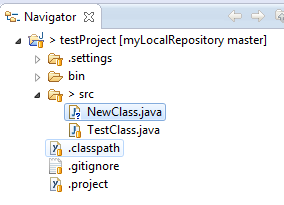 Navigator
> testProject [myLocalRepository master]
.settings
bin
> src
NewClass.java
TestClass.java
.classpath
.gitignore
.project